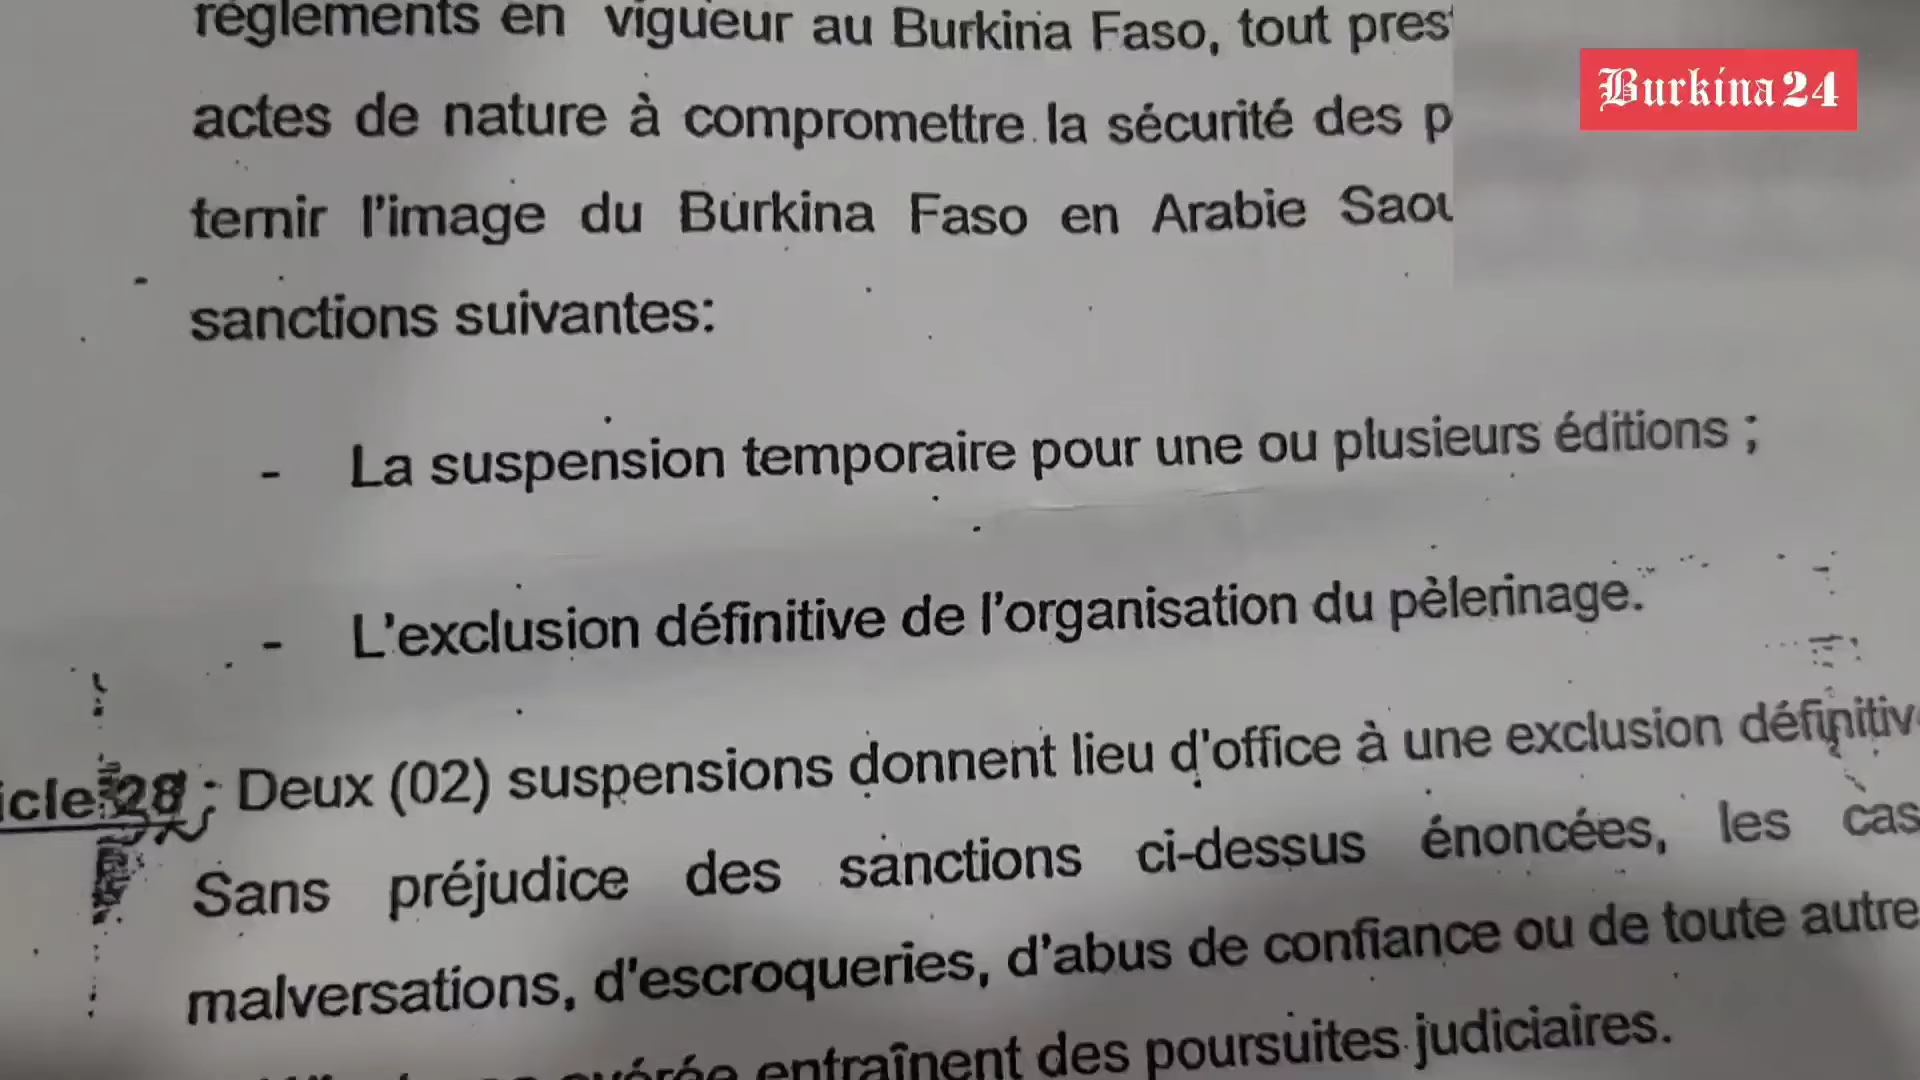 règlements en vigueur au Burkina Faso, tout
Burkina24
actes de nature à compromettre la sécurité des
ternir l'image du Burkina Faso en Arabie
sanctions suivantes:
- La suspension temporaire pour une ou plusieurs éditions ;
- L'exclusion définitive de l'organisation du pèlerinage.
icle 28 : Deux (02) suspensions donnent lieu d'office à une exclusion définitiv
Sans préjudice des sanctions ci-dessus énoncées, les cas
malversations, d'escroqueries, d'abus de confiance ou de toute autre
avérée entraînent des poursuites judiciaires.